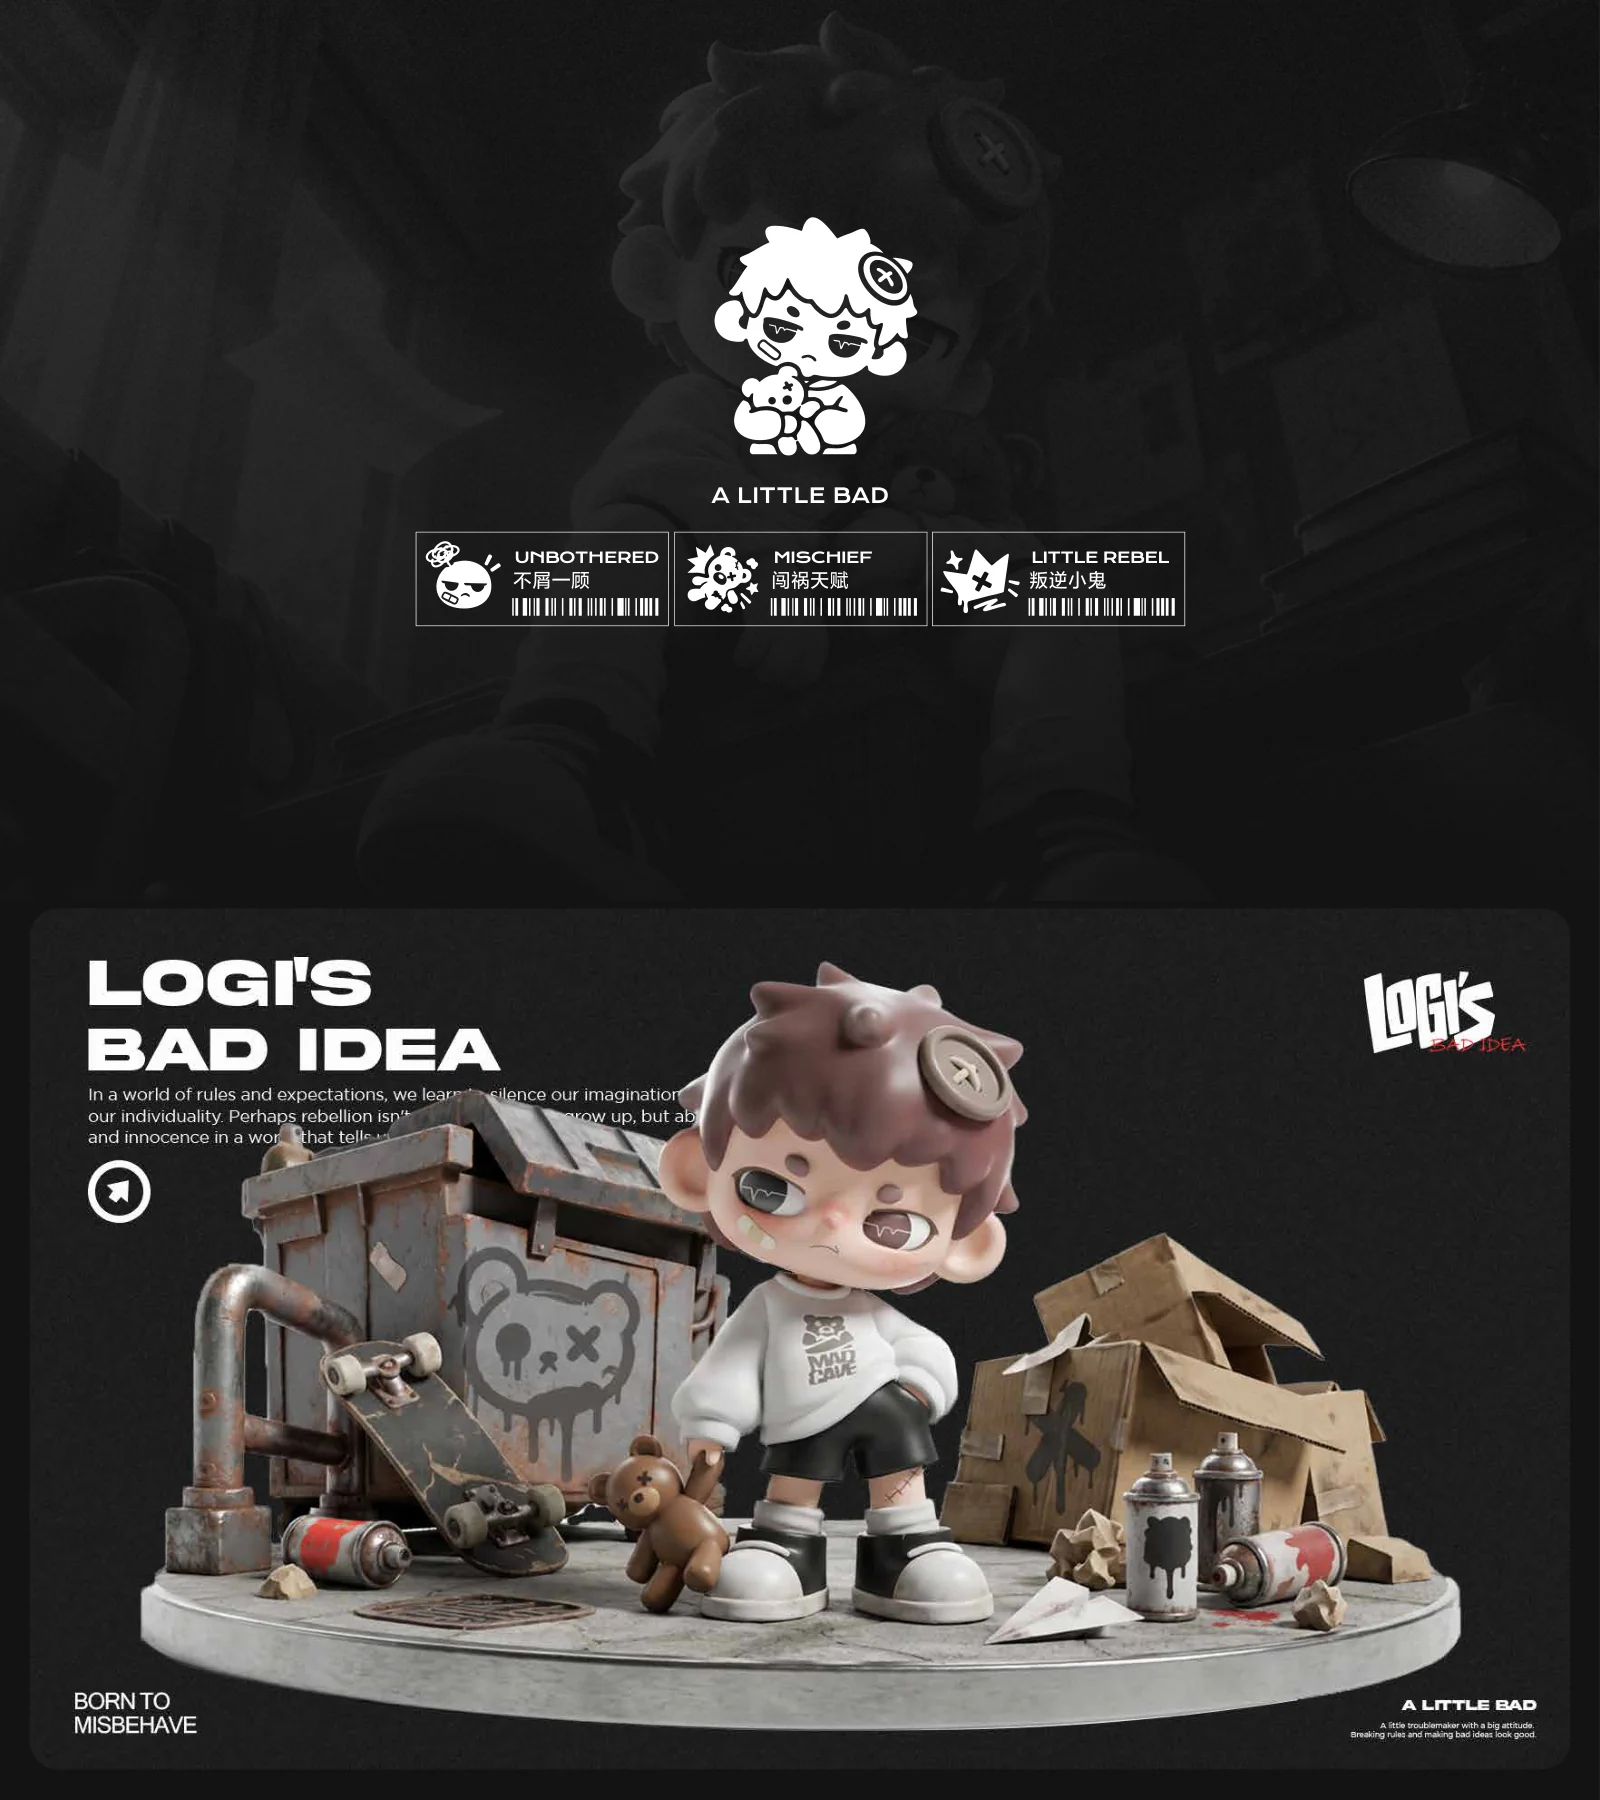 A LITTLE BAD
UNBOTHERED
不屑一顾
MISCHIEF
闯祸天赋
LITTLE REBEL
叛逆小鬼
LOGI'S
BAD IDEA
In a world of rules and expectations, we learn silence our imagination
our individuality. Perhaps rebellion isn't grow up, but
and innocence in a that tells
LOGI'S
BAD IDEA
MAD
CAVE
BORN TO
MISBEHAVE
A LITTLE BAD
A little troublemaker with a big attitude.
Breaking rules and making bad ideas look good.